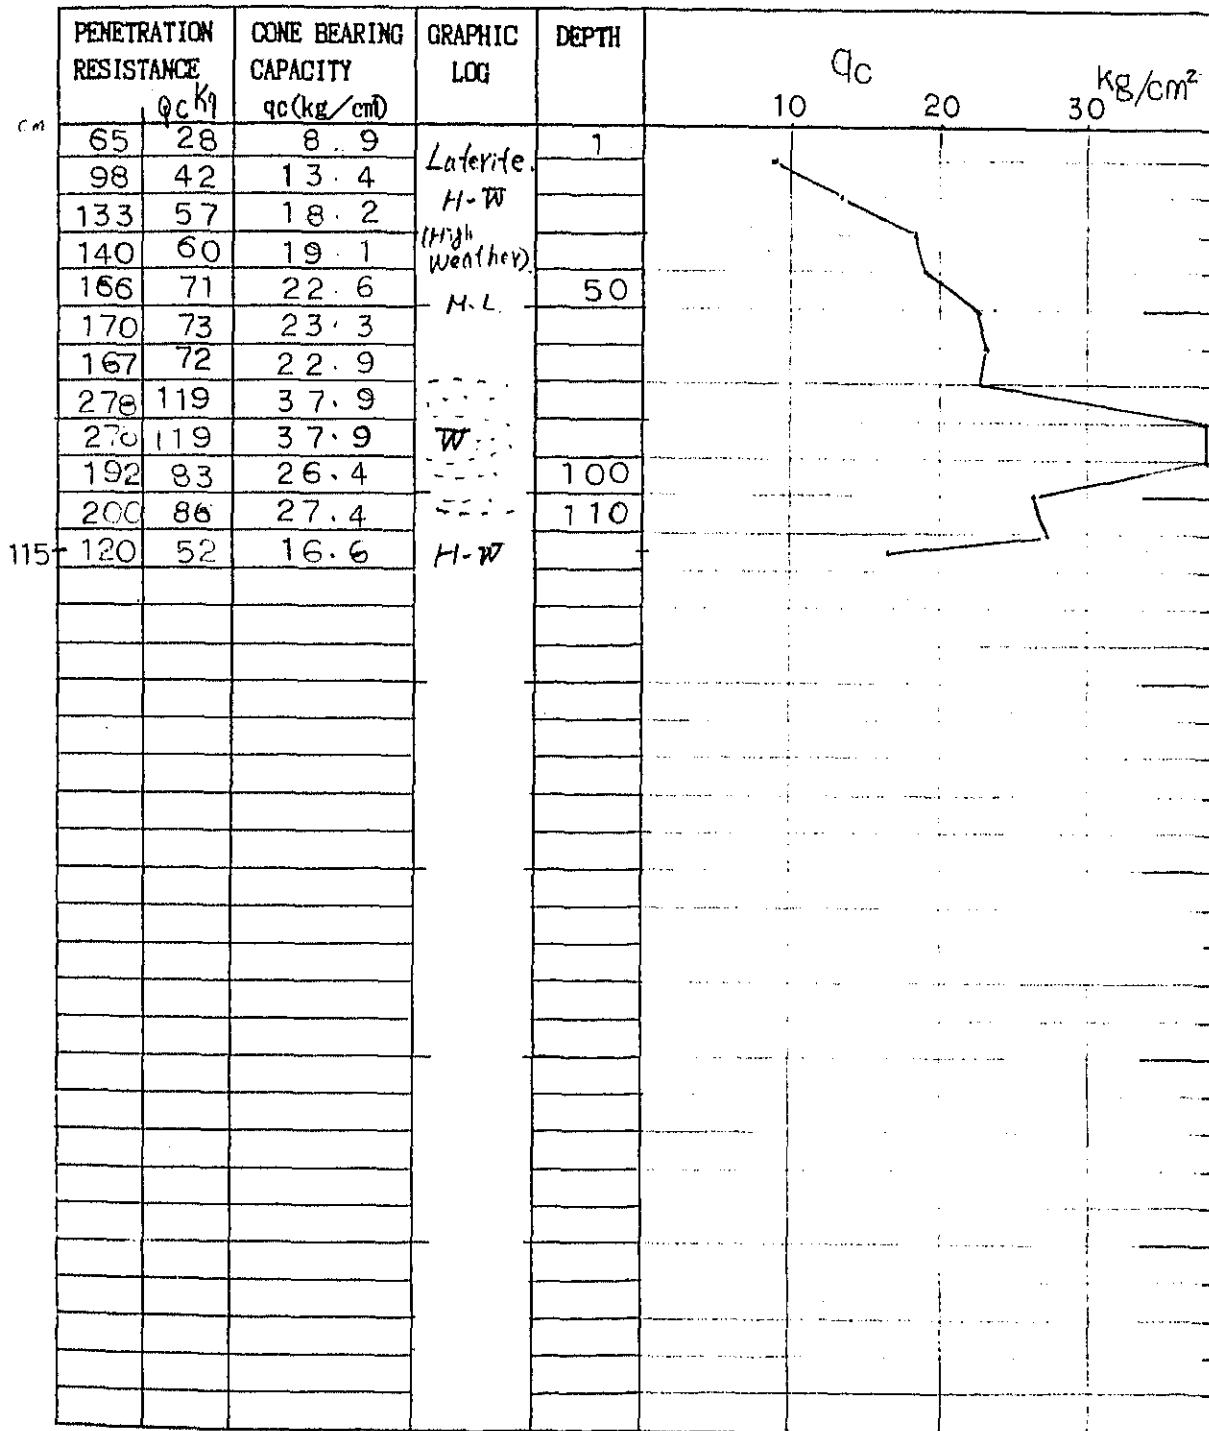 PENETRATION RESISTANCE CONE BEARING CAPACITY GRAPHIC LOG DEPTH
Qc Kg qc(kg/cm²)
qc kg/cm²
10 20 30
cm
65 28 8.9 Laterite. 1
98 42 13.4
H-W
133 57 18.2
(High
140 60 19.1
weather).
166 71 22.6 50
M.L.
170 73 23.3
167 72 22.9
278 119 37.9
270 119 37.9 W
192 83 26.4 100
200 86 27.4 110
115 120 52 16.6 H-W